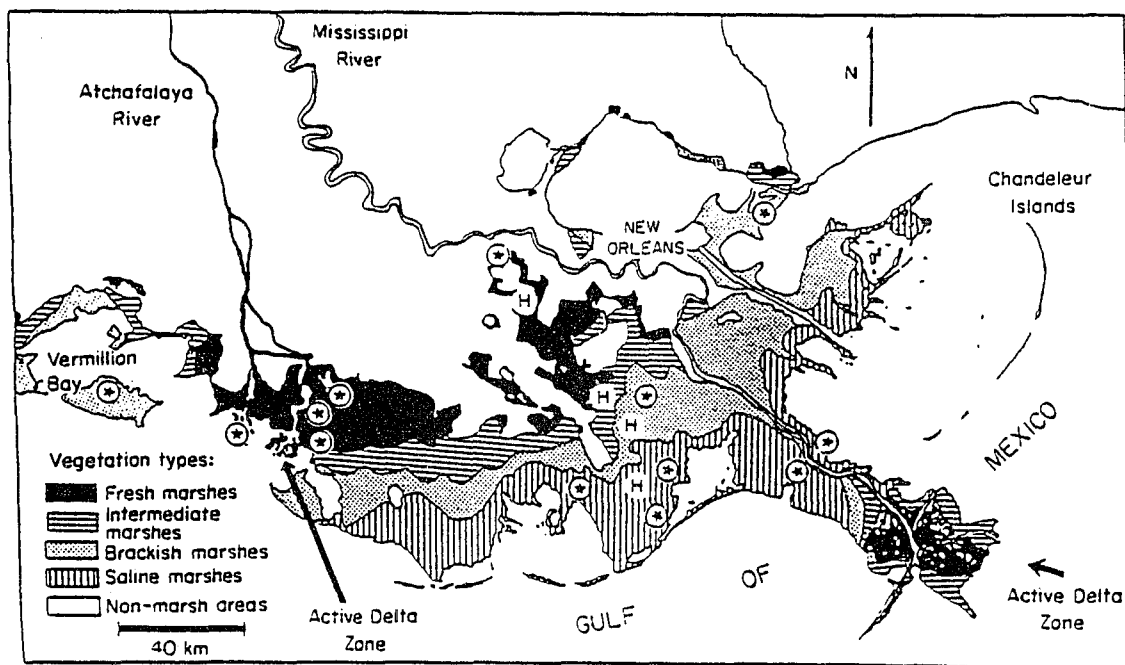 Mississippi
River
Atchafalaya
River
N
Chandeleur
Islands
NEW
ORLEANS
H
Vermillion
Bay
H
H
H
MEXICO
OF
GULF
Vegetation types:
Fresh marshes
Intermediate
marshes
Brackish marshes
Saline marshes
Non-marsh areas
40 km
Active Delta
Zone
Active Delta
Zone